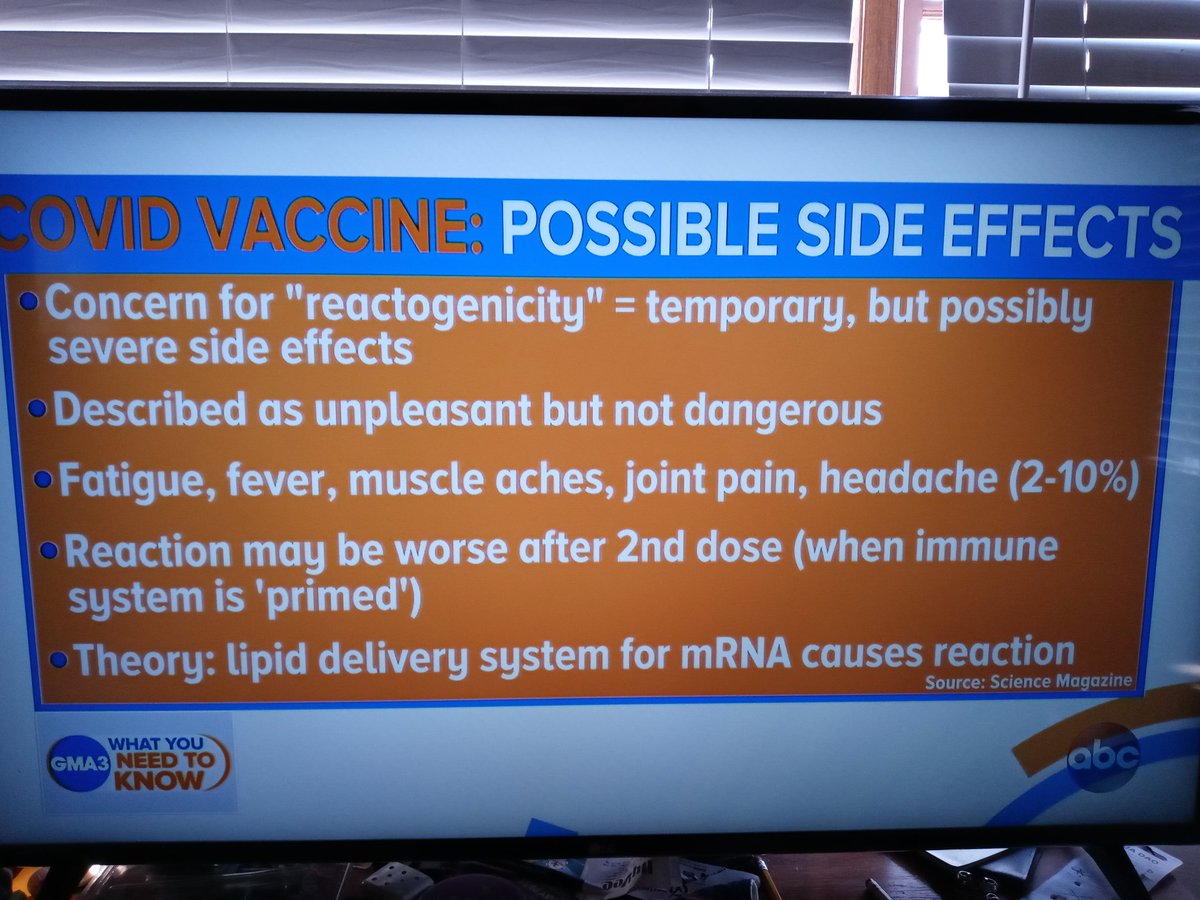 COVID VACCINE: POSSIBLE SIDE EFFECTS
• Concern for "reactogenicity" = temporary, but possibly
severe side effects
• Described as unpleasant but not dangerous
• Fatigue, fever, muscle aches, joint pain, headache (2-10%)
• Reaction may be worse after 2nd dose (when immune
system is 'primed')
• Theory: lipid delivery system for mRNA causes reaction
Source: Science Magazine
GMA3
WHAT YOU
NEED TO
KNOW
abc